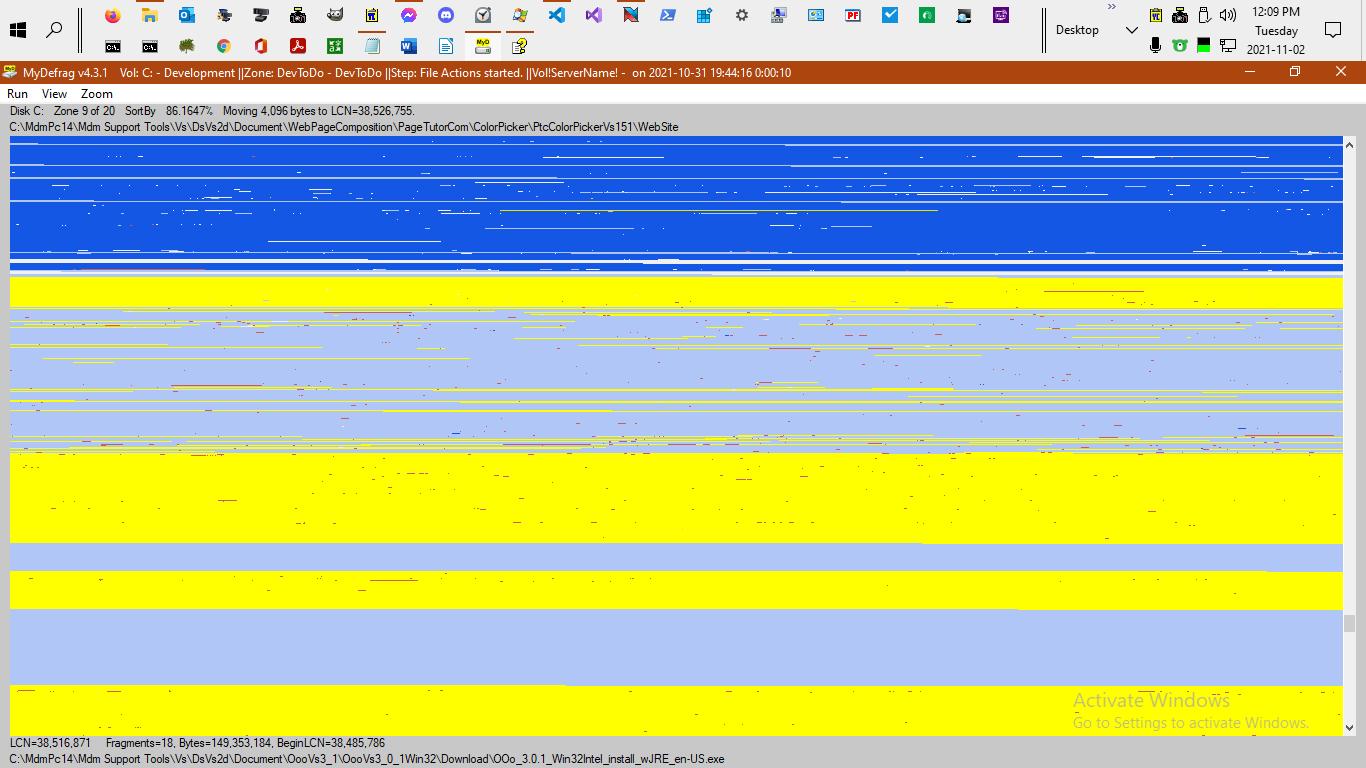 12:09 PM
Desktop
Tuesday
2021-11-02
MyDefrag v4.3.1 Vol: C: - Development ||Zone: DevToDo - DevToDo ||Step: File Actions started. ||Vol!ServerName! - on 2021-10-31 19:44:16 0:00:10
Run View Zoom
Disk C: Zone 9 of 20 SortBy 86.1647% Moving 4,096 bytes to LCN=38,526,755.
C:\MdmPc14\Mdm Support Tools\Vs\DsVs2d\Document\WebPageComposition\PageTutorCom\ColorPicker\PtcColorPickerVs151\WebSite
Activate Windows
Go to Settings to activate Windows.
LCN=38,516,871 Fragments=18, Bytes=149,353,184, BeginLCN=38,485,786
C:\MdmPc14\Mdm Support Tools\Vs\DsVs2d\Document\OooVs3_1\OooVs3_0_1Win32\Download\OOo_3.0.1_Win32Intel_install_wJRE_en-US.exe